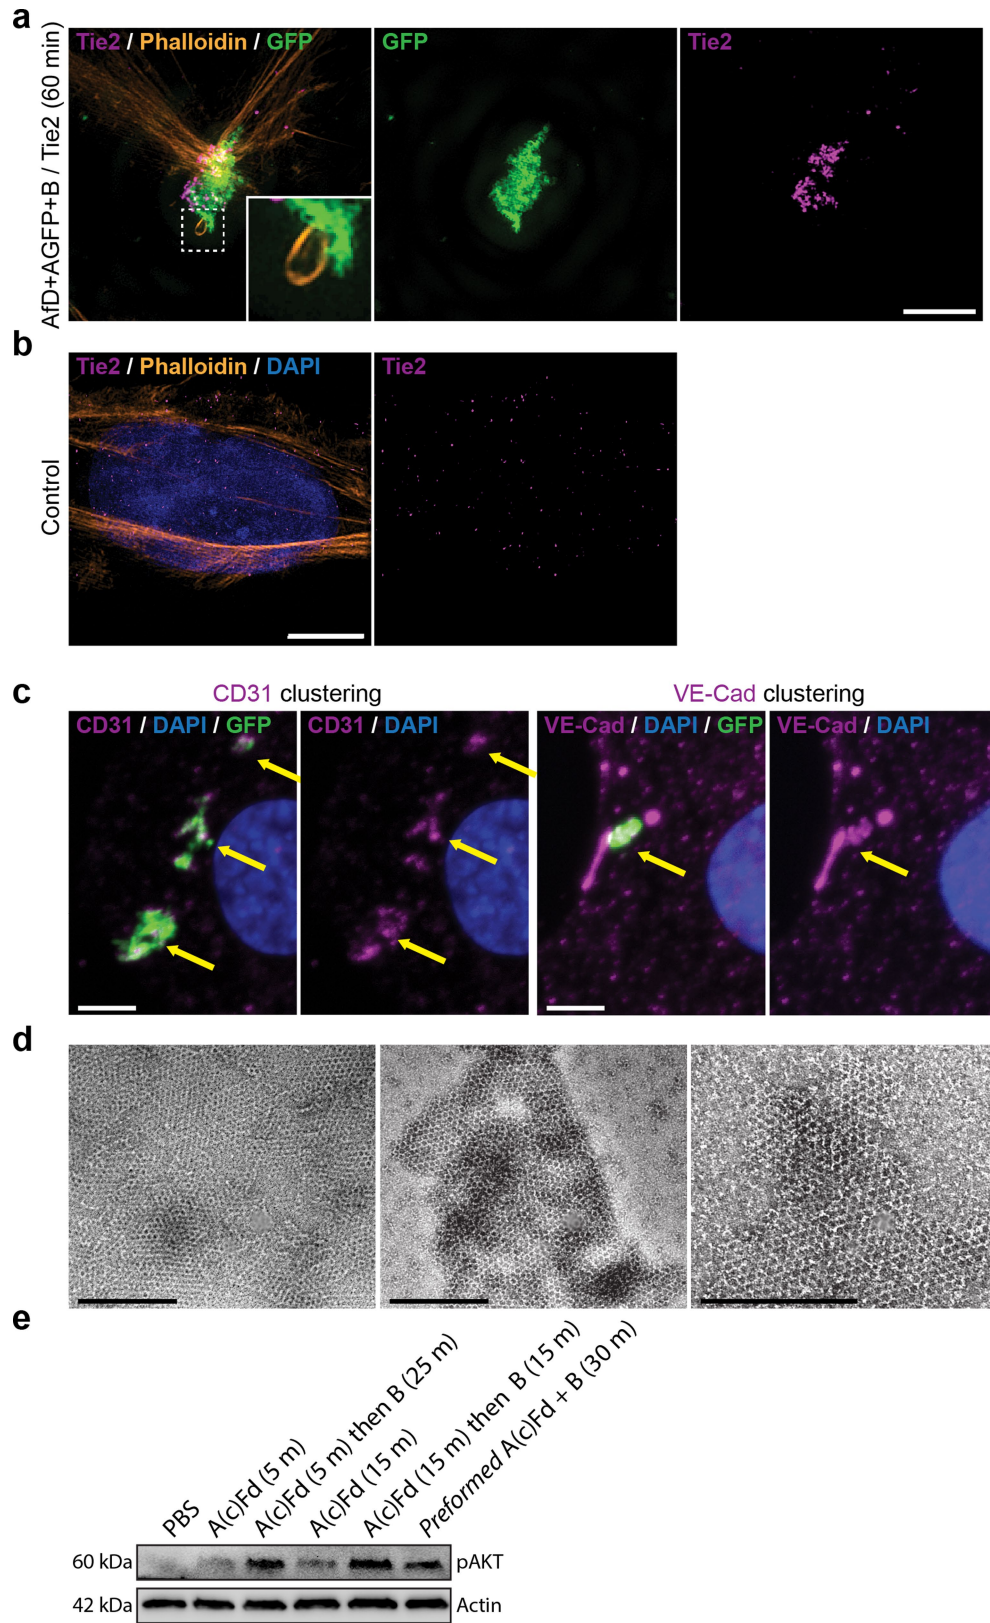 a
AfD+AGFP+B / Tie2 (60 min)
Tie2 / Phalloidin / GFP
GFP
Tie2
b
Control
Tie2 / Phalloidin / DAPI
Tie2
c
CD31 clustering
VE-Cad clustering
CD31 / DAPI / GFP
CD31 / DAPI
VE-Cad / DAPI / GFP
VE-Cad / DAPI
d
e
PBS
A(c)Fd (5 m)
A(c)Fd (5 m) then B (25 m)
A(c)Fd (15 m)
A(c)Fd (15 m) then B (15 m)
Preformed A(c)Fd + B (30 m)
60 kDa
pAKT
42 kDa
Actin